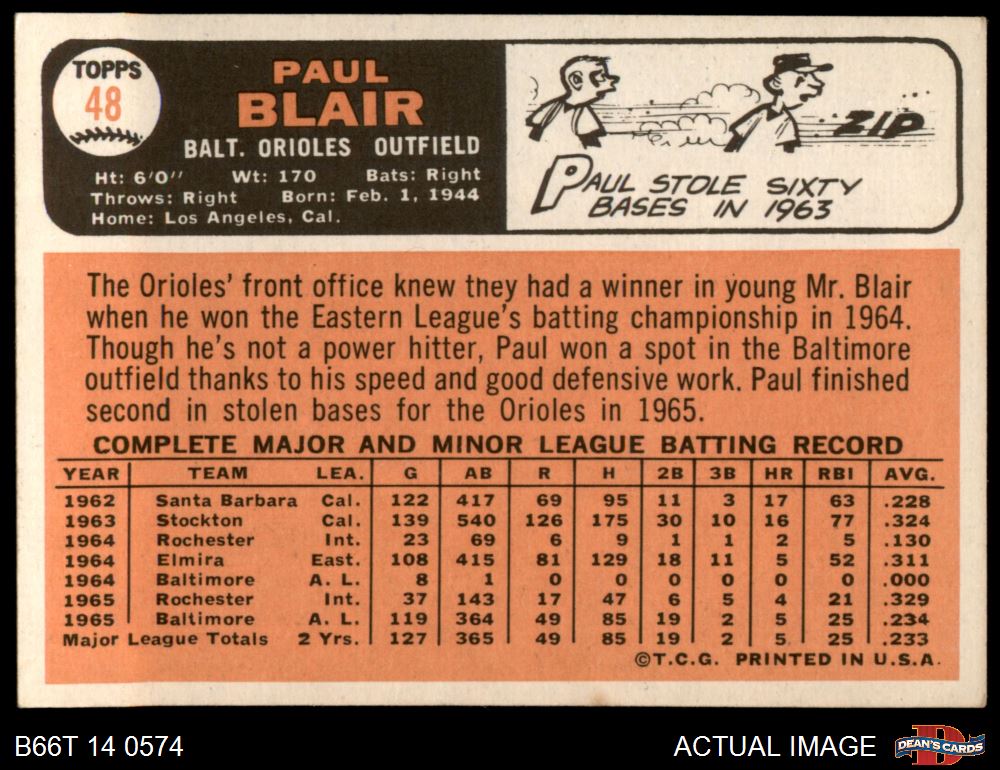 TOPPS
48
PAUL
BLAIR
BALT. ORIOLES OUTFIELD
Ht: 6'0'' Wt: 170 Bats: Right
Throws: Right Born: Feb. 1, 1944
Home: Los Angeles, Cal.
ZIP
PAUL STOLE SIXTY
BASES IN 1963
The Orioles' front office knew they had a winner in young Mr. Blair
when he won the Eastern League's batting championship in 1964.
Though he's not a power hitter, Paul won a spot in the Baltimore
outfield thanks to his speed and good defensive work. Paul finished
second in stolen bases for the Orioles in 1965.
COMPLETE MAJOR AND MINOR LEAGUE BATTING RECORD
YEAR TEAM LEA. G AB R H 2B 3B HR RBI AVG.
1962 Santa Barbara Cal. 122 417 69 95 11 3 17 63 .228
1963 Stockton Cal. 139 540 126 175 30 10 16 77 .324
1964 Rochester Int. 23 69 6 9 1 1 2 5 .130
1964 Elmira East. 108 415 81 129 18 11 5 52 .311
1964 Baltimore A. L. 8 1 0 0 0 0 0 0 .000
1965 Rochester Int. 37 143 17 47 6 5 4 21 .329
1965 Baltimore A. L. 119 364 49 85 19 2 5 25 .234
Major League Totals 2 Yrs. 127 365 49 85 19 2 5 25 .233
©T.C.G. PRINTED IN U.S.A.
B66T 14 0574
ACTUAL IMAGE
DEAN'S CARDS